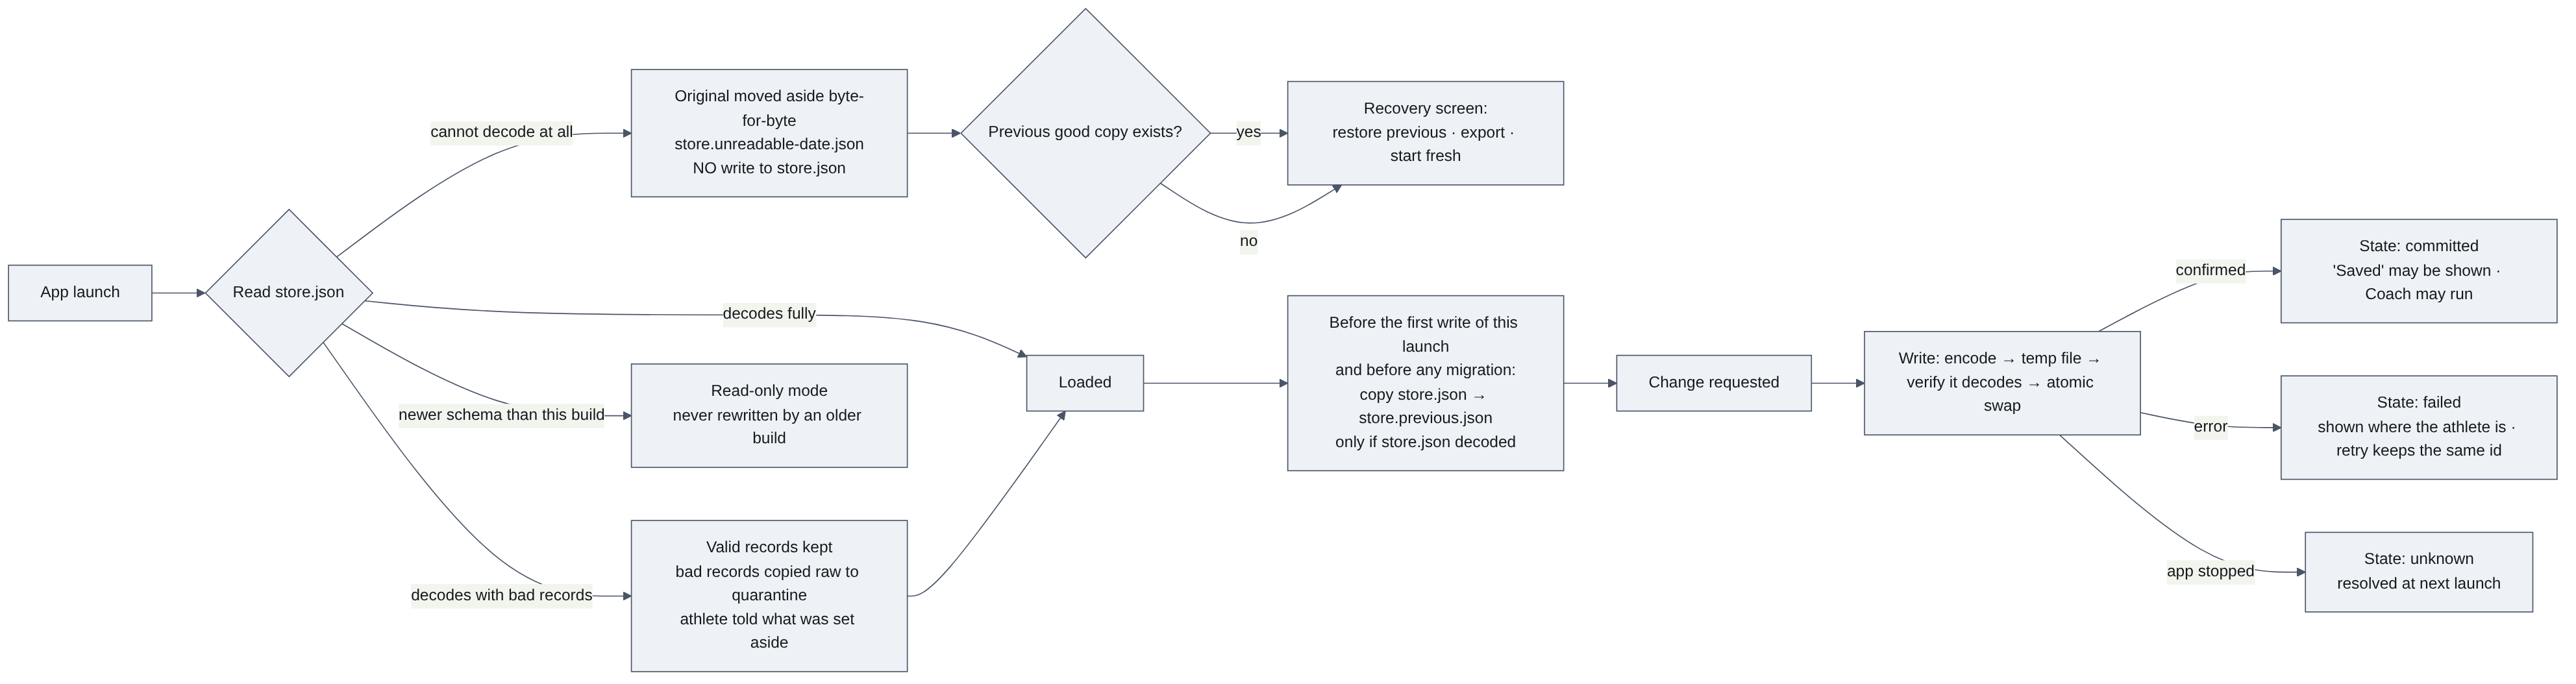 App launch
Read store.json
cannot decode at all
decodes fully
newer schema than this build
decodes with bad records
Original moved aside byte-
for-byte
store.unreadable-date.json
NO write to store.json
Previous good copy exists?
yes
no
Recovery screen:
restore previous · export ·
start fresh
Read-only mode
never rewritten by an older
build
Valid records kept
bad records copied raw to
quarantine
athlete told what was set
aside
Loaded
Before the first write of this
launch
and before any migration:
copy store.json →
store.previous.json
only if store.json decoded
Change requested
Write: encode → temp file →
verify it decodes → atomic
swap
confirmed
error
app stopped
State: committed
'Saved' may be shown ·
Coach may run
State: failed
shown where the athlete is ·
retry keeps the same id
State: unknown
resolved at next launch